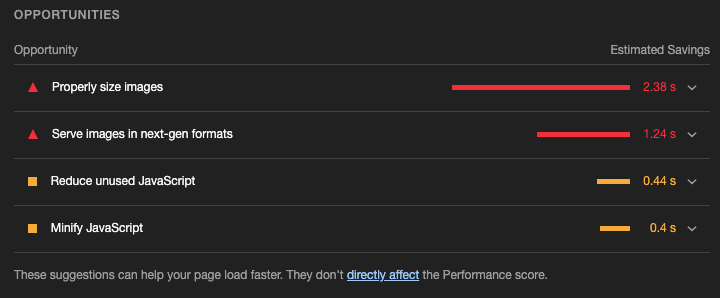 OPPORTUNITIES
Opportunity Estimated Savings
Properly size images 2.38 s
Serve images in next-gen formats 1.24 s
Reduce unused JavaScript 0.44 s
Minify JavaScript 0.4 s
These suggestions can help your page load faster. They don't directly affect the Performance score.